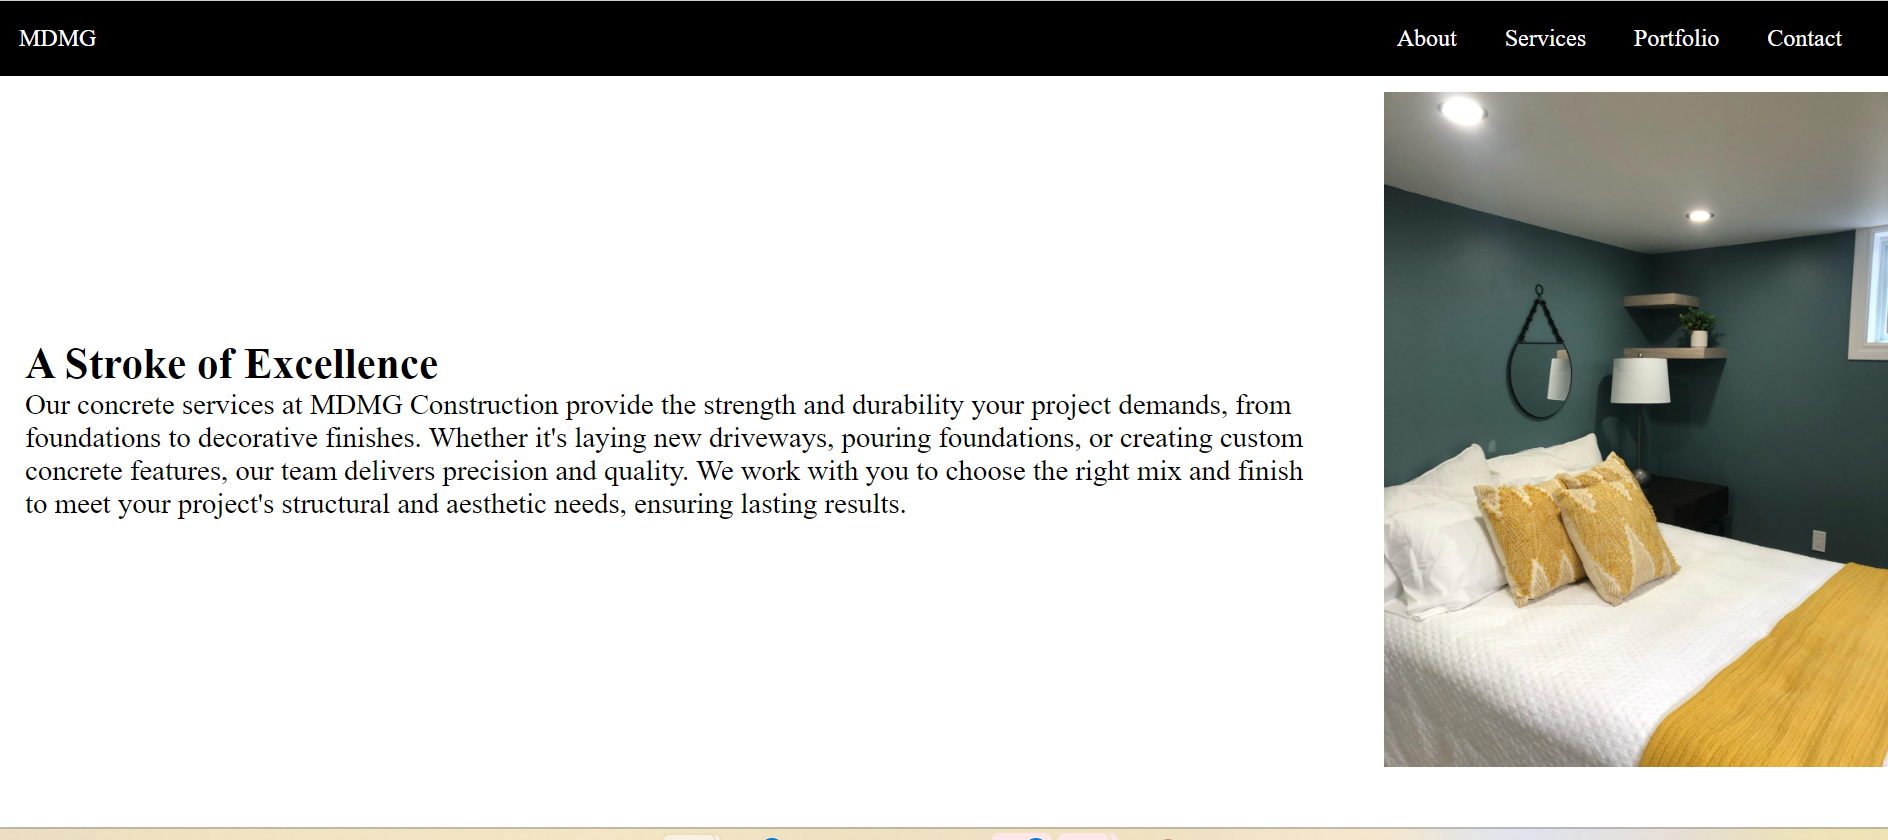 MDMG
About Services Portfolio Contact
A Stroke of Excellence
Our concrete services at MDMG Construction provide the strength and durability your project demands, from
foundations to decorative finishes. Whether it's laying new driveways, pouring foundations, or creating custom
concrete features, our team delivers precision and quality. We work with you to choose the right mix and finish
to meet your project's structural and aesthetic needs, ensuring lasting results.